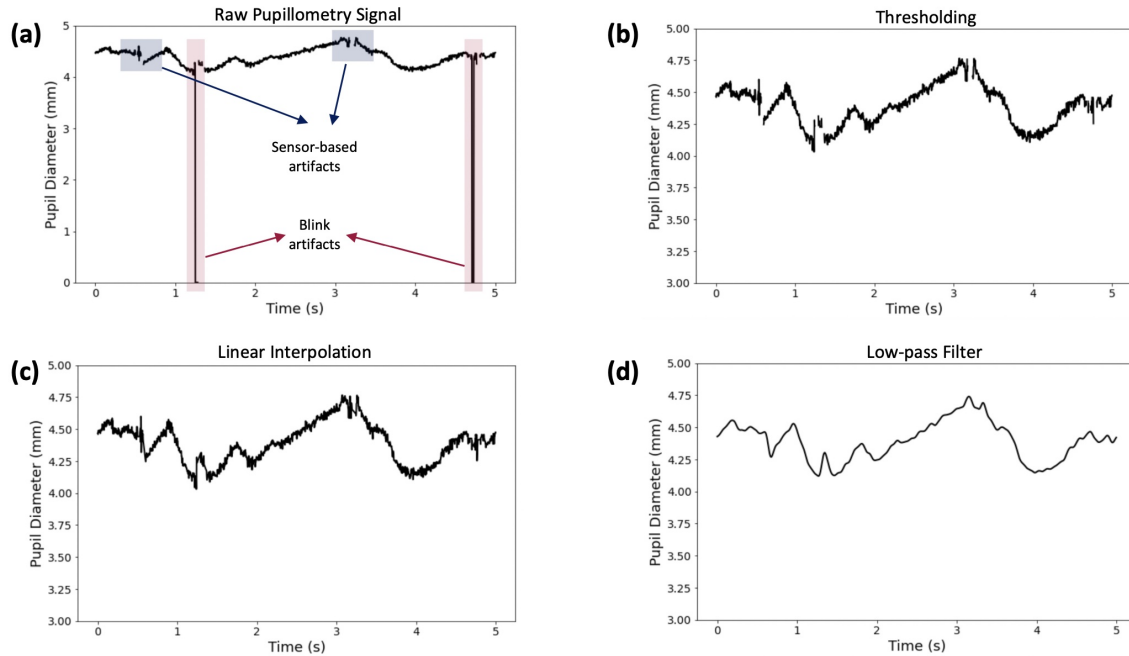 (a)
Raw Pupillometry Signal
Pupil Diameter (mm)
5
4
3
2
1
0
Sensor-based
artifacts
Blink
artifacts
0 1 2 3 4 5
Time (s)
(b)
Thresholding
Pupil Diameter (mm)
5.00
4.75
4.50
4.25
4.00
3.75
3.50
3.25
3.00
0 1 2 3 4 5
Time (s)
(c)
Linear Interpolation
Pupil Diameter (mm)
5.00
4.75
4.50
4.25
4.00
3.75
3.50
3.25
3.00
0 1 2 3 4 5
Time (s)
(d)
Low-pass Filter
Pupil Diameter (mm)
5.00
4.75
4.50
4.25
4.00
3.75
3.50
3.25
3.00
0 1 2 3 4 5
Time (s)